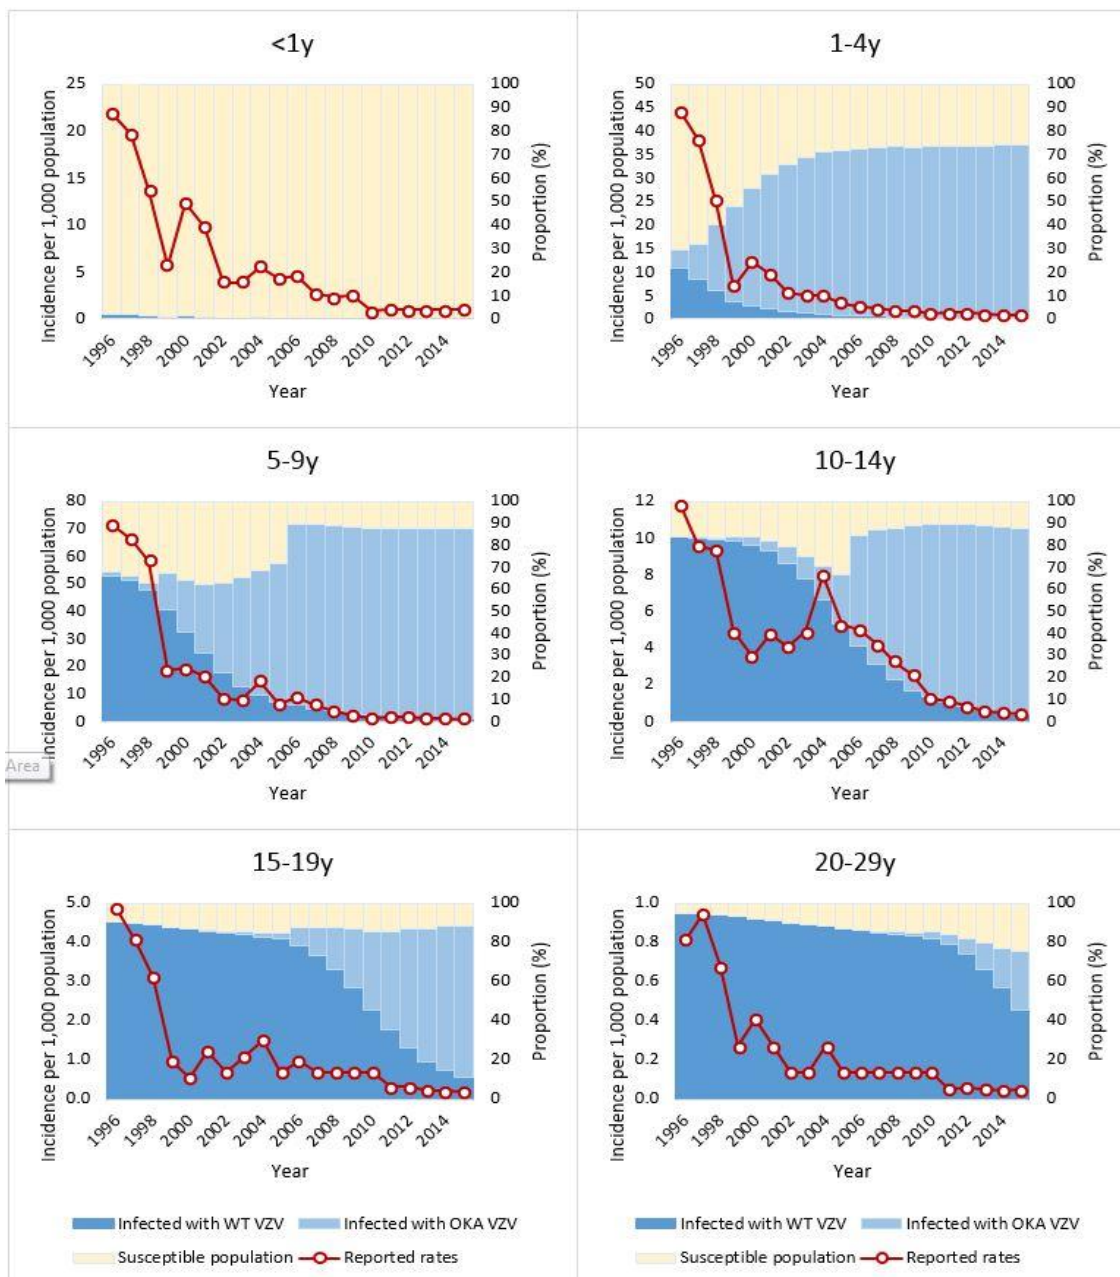 <1y
Incidence per 1,000 population
25
20
15
10
5
0
100
90
80
70
60
50
40
30
20
10
0
Proportion (%)
1996 1998 2000 2002 2004 2006 2008 2010 2012 2014
Year
1-4y
Incidence per 1,000 population
50
45
40
35
30
25
20
15
10
5
0
100
90
80
70
60
50
40
30
20
10
0
Proportion (%)
1996 1998 2000 2002 2004 2006 2008 2010 2012 2014
Year
5-9y
Incidence per 1,000 population
80
70
60
50
40
30
20
10
0
100
90
80
70
60
50
40
30
20
10
0
Proportion (%)
1996 1998 2000 2002 2004 2006 2008 2010 2012 2014
Year
Area
10-14y
Incidence per 1,000 population
12
10
8
6
4
2
0
100
90
80
70
60
50
40
30
20
10
0
Proportion (%)
1996 1998 2000 2002 2004 2006 2008 2010 2012 2014
Year
15-19y
Incidence per 1,000 population
5.0
4.0
3.0
2.0
1.0
0.0
100
80
60
40
20
0
Proportion (%)
1996 1998 2000 2002 2004 2006 2008 2010 2012 2014
Year
Infected with WT VZV Infected with OKA VZV
Susceptible population Reported rates
20-29y
Incidence per 1,000 population
1.0
0.8
0.6
0.4
0.2
0.0
100
80
60
40
20
0
Proportion (%)
1996 1998 2000 2002 2004 2006 2008 2010 2012 2014
Year
Infected with WT VZV Infected with OKA VZV
Susceptible population Reported rates